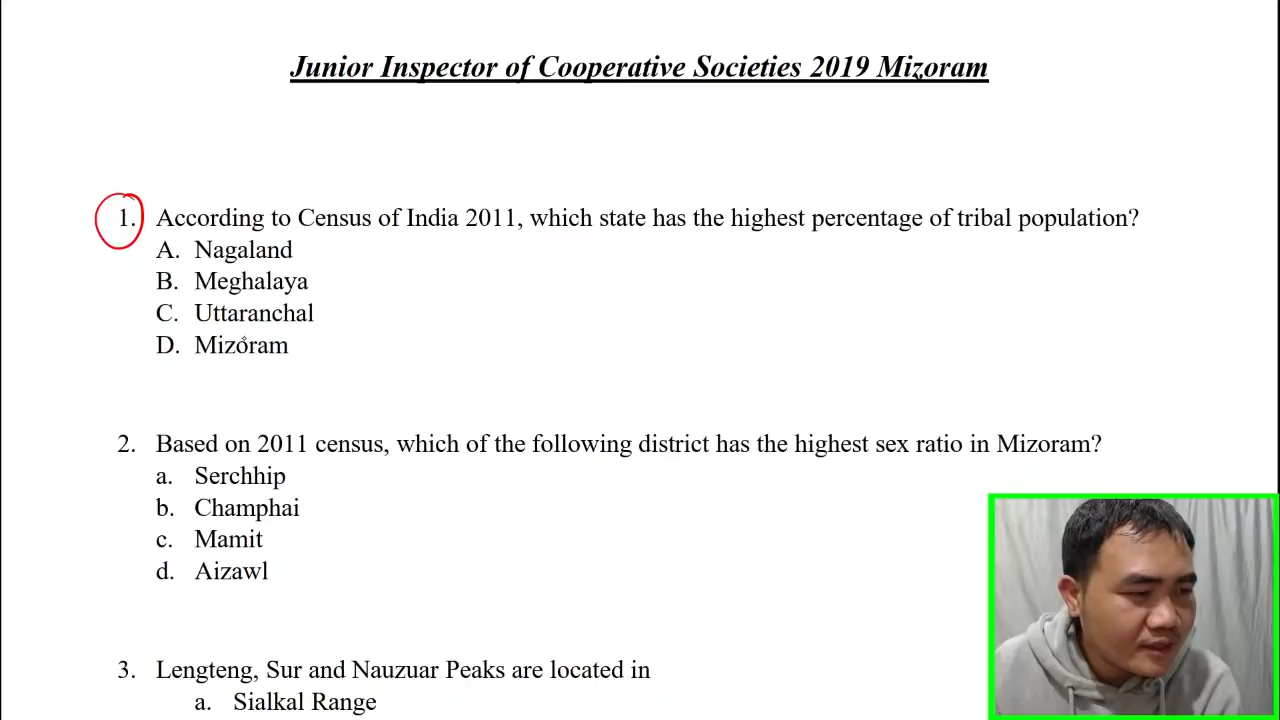 Junior Inspector of Cooperative Societies 2019 Mizoram
1. According to Census of India 2011, which state has the highest percentage of tribal population?
A. Nagaland
B. Meghalaya
C. Uttaranchal
D. Mizoram
2. Based on 2011 census, which of the following district has the highest sex ratio in Mizoram?
a. Serchhip
b. Champhai
c. Mamit
d. Aizawl
3. Lengteng, Sur and Nauzuar Peaks are located in
a. Sialkal Range